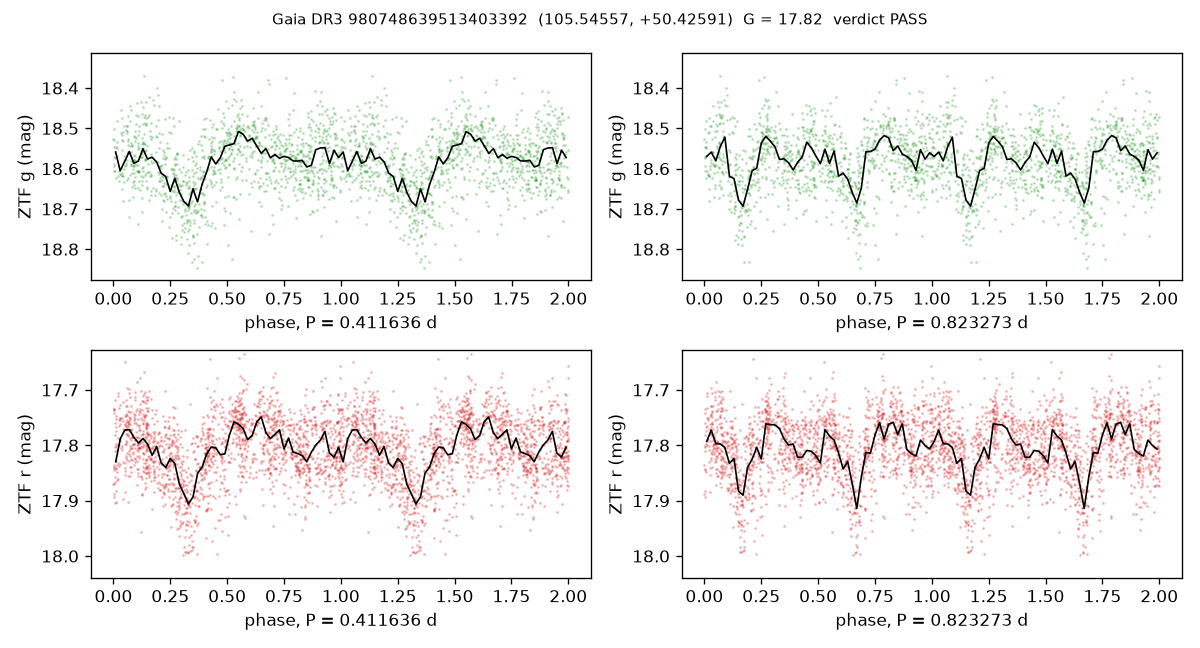 Gaia DR3 980748639513403392 (105.54557, +50.42591) G = 17.82 verdict PASS
ZTF g (mag)
18.4
18.5
18.6
18.7
18.8
0.00 0.25 0.50 0.75 1.00 1.25 1.50 1.75 2.00
phase, P = 0.411636 d
ZTF g (mag)
18.4
18.5
18.6
18.7
18.8
0.00 0.25 0.50 0.75 1.00 1.25 1.50 1.75 2.00
phase, P = 0.823273 d
ZTF r (mag)
17.7
17.8
17.9
18.0
0.00 0.25 0.50 0.75 1.00 1.25 1.50 1.75 2.00
phase, P = 0.411636 d
ZTF r (mag)
17.7
17.8
17.9
18.0
0.00 0.25 0.50 0.75 1.00 1.25 1.50 1.75 2.00
phase, P = 0.823273 d